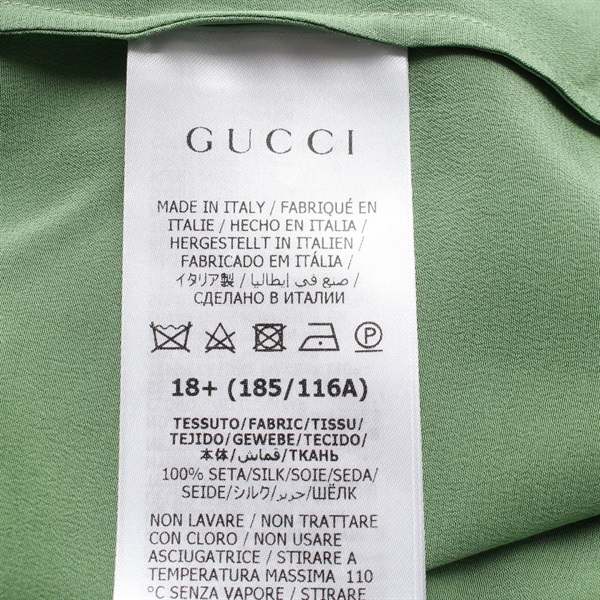 GUCCI
MADE IN ITALY / FABRIQUÉ EN
ITALIE / HECHO EN ITALIA /
HERGESTELLT IN ITALIEN /
FABRICADO EM ITÁLIA /
イタリア製 / صنع في إيطاليا /
СДЕЛАНО В ИТАЛИИ
P
18+ (185/116A)
TESSUTO/FABRIC/TISSU/
TEJIDO/GEWEBE/TECIDO/
本体/قماش/ТКАНЬ
100% SETA/SILK/SOIE/SEDA/
SEIDE/シルク/حرير/ШЁЛК
NON LAVARE / NON TRATTARE
CON CLORO / NON USARE
ASCIUGATRICE / STIRARE A
TEMPERATURA MASSIMA 110
°C SENZA VAPORE / STIRARE